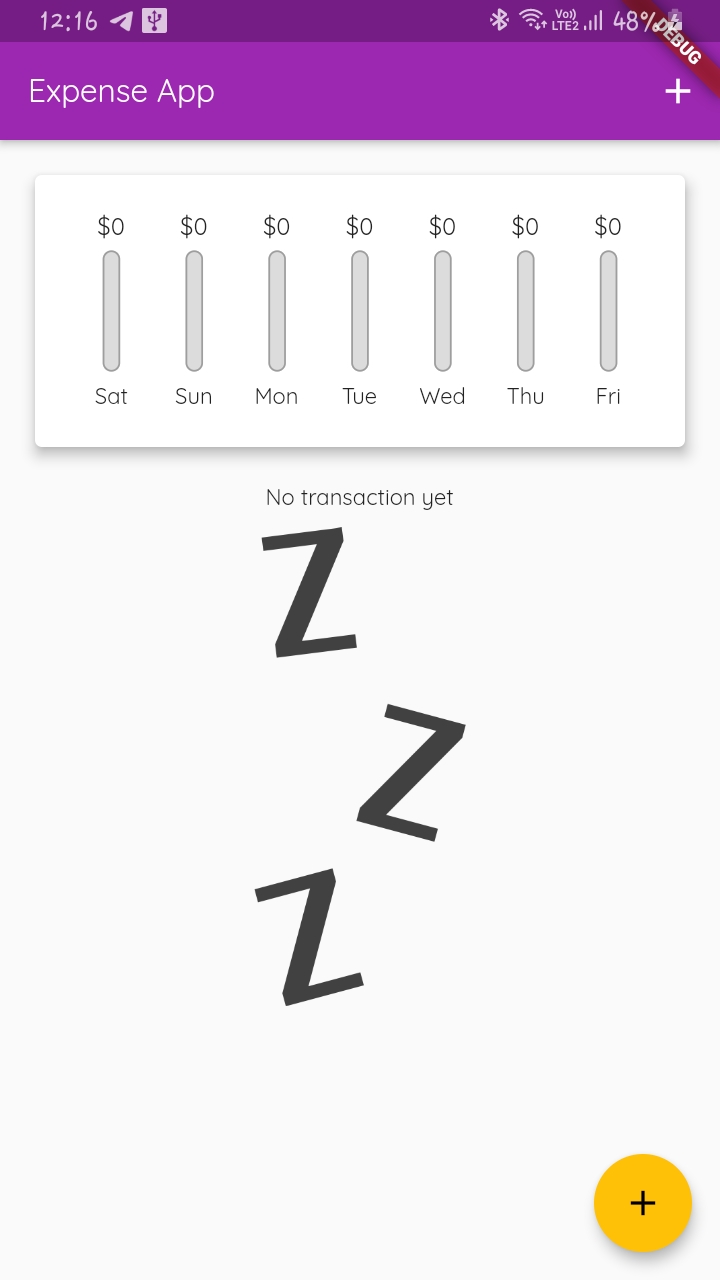 12:16 Vo)) LTE2 48% DEBUG
Expense App +
$0 $0 $0 $0 $0 $0 $0
Sat Sun Mon Tue Wed Thu Fri
No transaction yet
Z
Z
Z
+